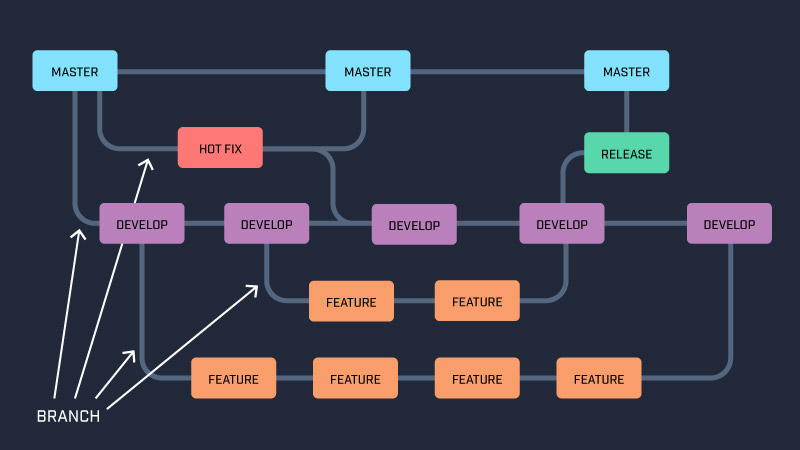 MASTER
MASTER
MASTER
HOT FIX
RELEASE
DEVELOP
DEVELOP
DEVELOP
DEVELOP
DEVELOP
FEATURE
FEATURE
FEATURE
FEATURE
FEATURE
FEATURE
BRANCH